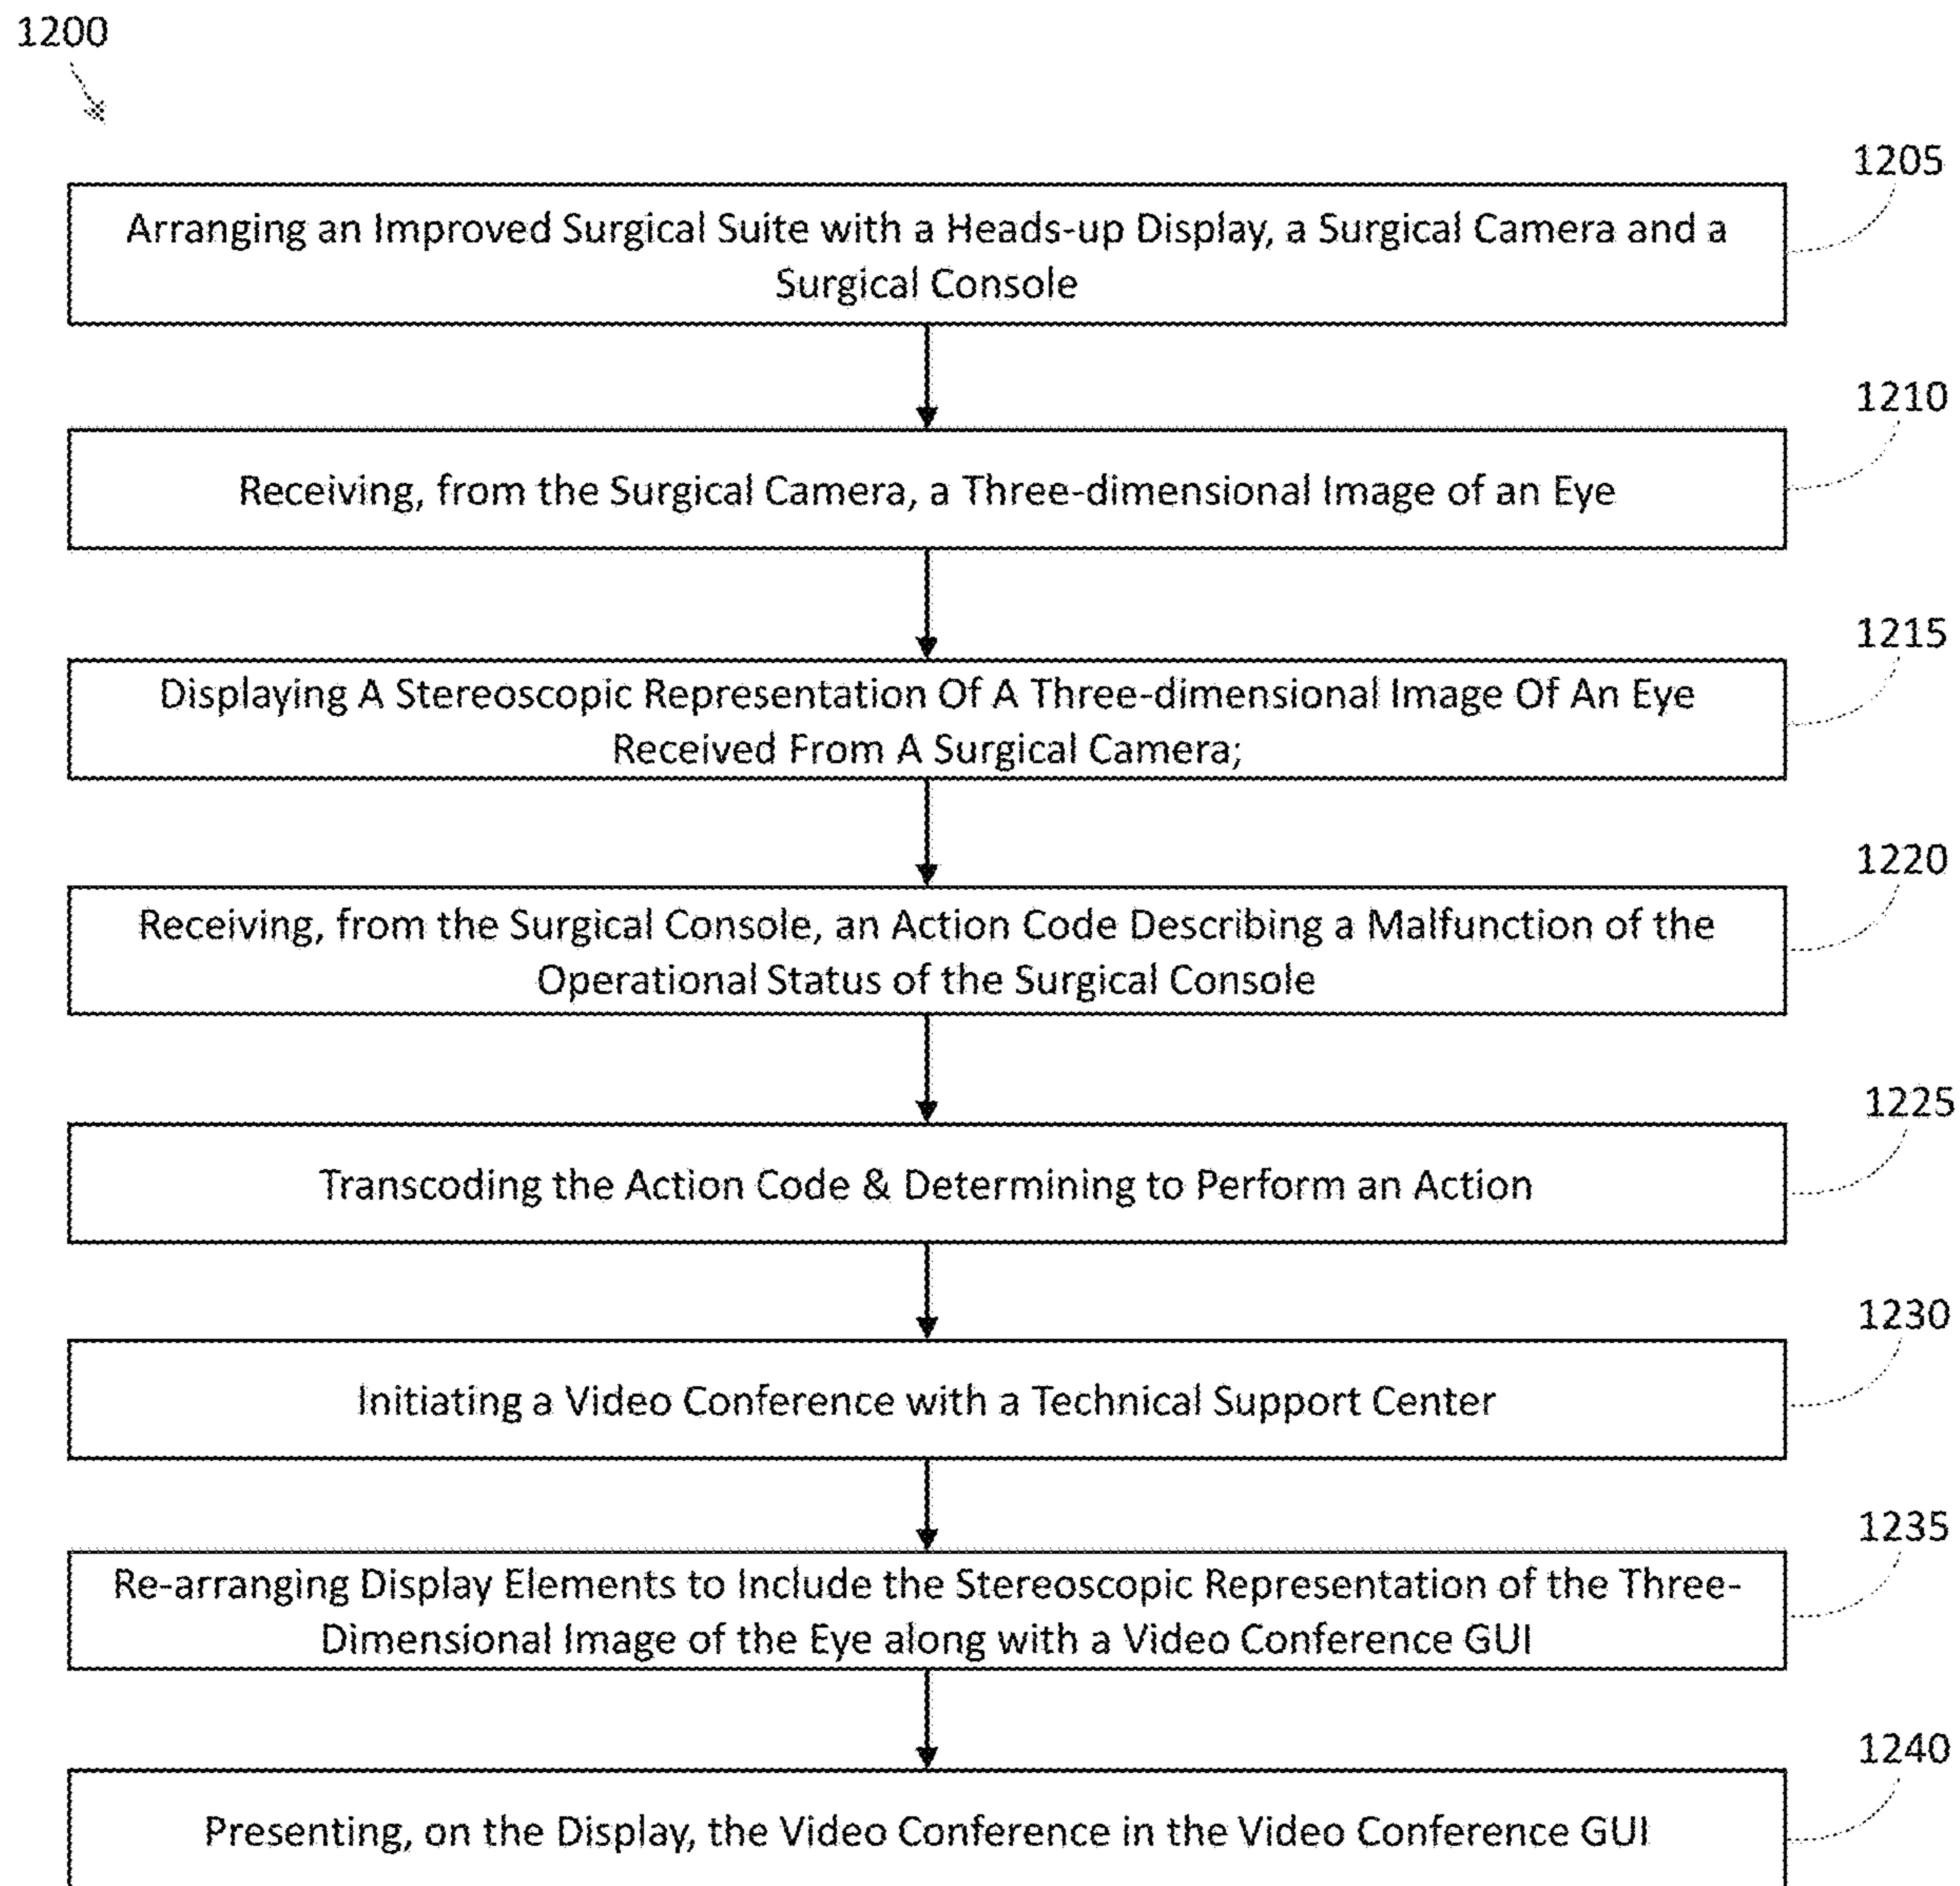 1200
1205
Arranging an Improved Surgical Suite with a Heads-up Display, a Surgical Camera and a
Surgical Console
1210
Receiving, from the Surgical Camera, a Three-dimensional Image of an Eye
1215
Displaying A Stereoscopic Representation Of A Three-dimensional Image Of An Eye
Received From A Surgical Camera;
1220
Receiving, from the Surgical Console, an Action Code Describing a Malfunction of the
Operational Status of the Surgical Console
1225
Transcoding the Action Code & Determining to Perform an Action
1230
Initiating a Video Conference with a Technical Support Center
1235
Re-arranging Display Elements to Include the Stereoscopic Representation of the Three-
Dimensional Image of the Eye along with a Video Conference GUI
1240
Presenting, on the Display, the Video Conference in the Video Conference GUI